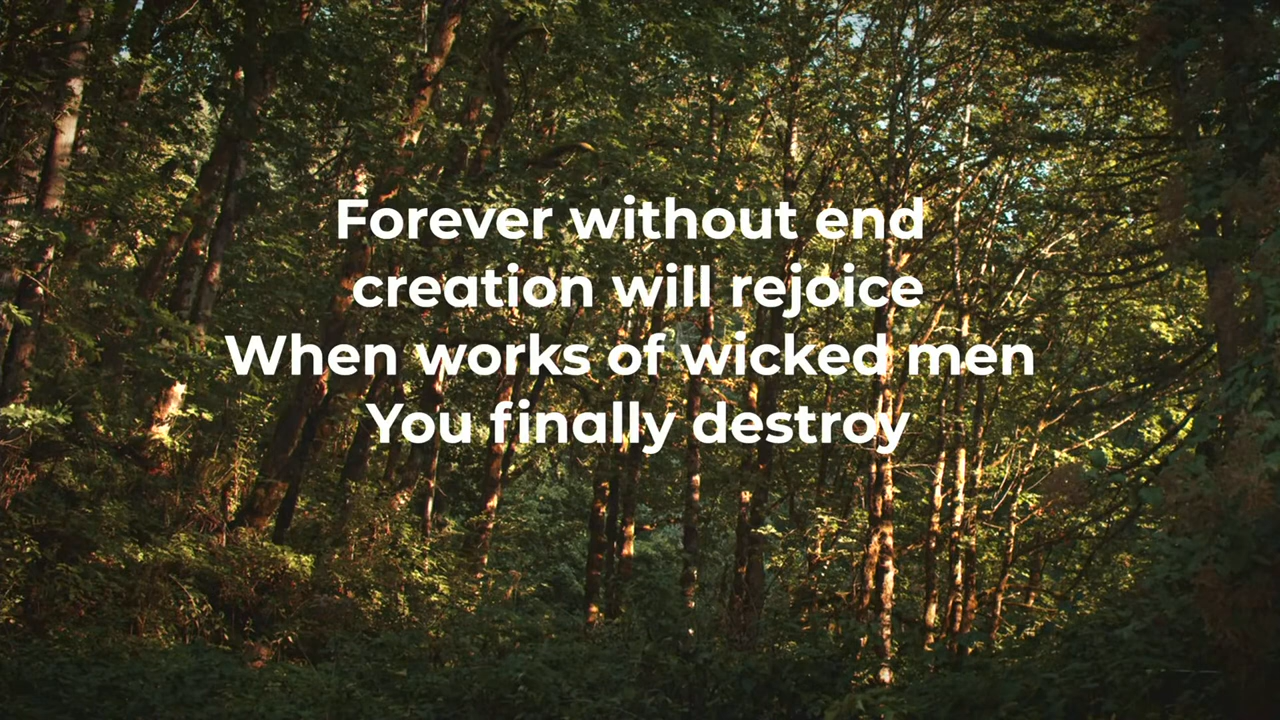 Forever without end
creation will rejoice
When works of wicked men
You finally destroy